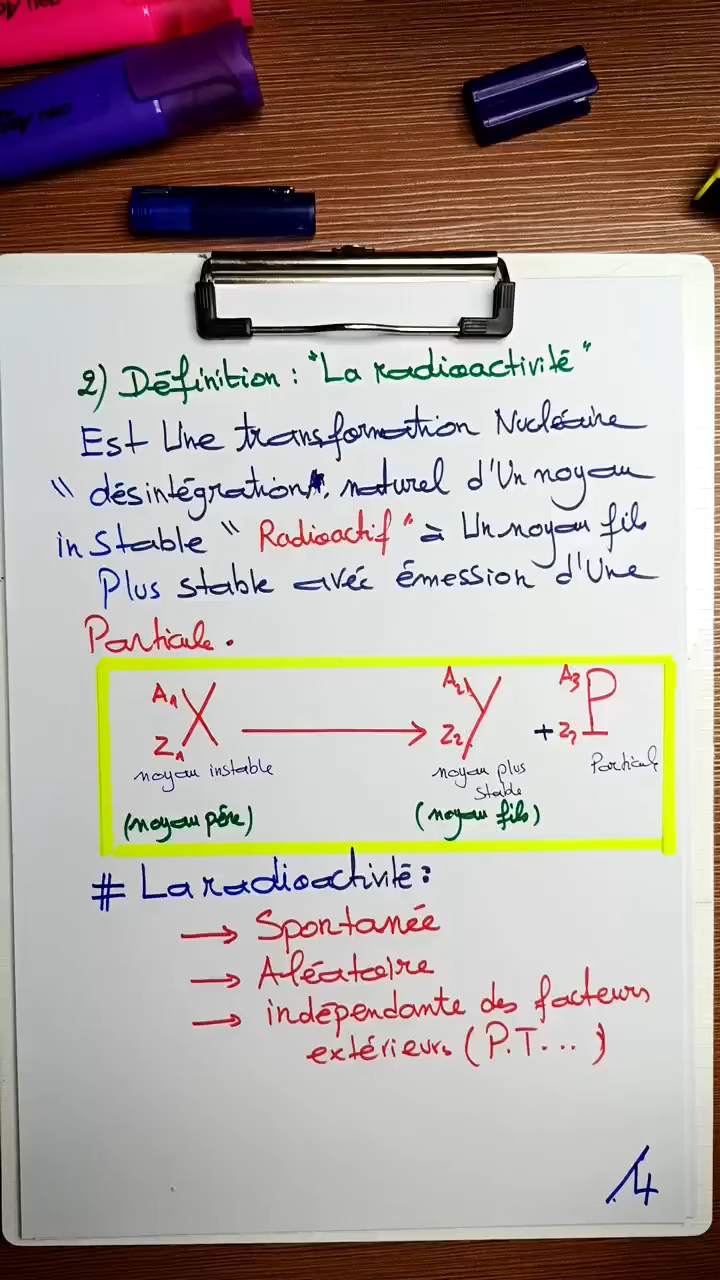 neo
2) Définition : "La radioactivité"
Est Une transformation Nucléaire
" désintégration, naturel d'Un noyau
instable " Radioactif " à Un noyau fils
Plus stable avéc émession d'Une
Particule.
A₁ Z₁ X → A₂ Z₂ Y + A₃ Z₃ P
noyau instable noyau plus stable Particule
(noyau père) (noyau fils)
# La radioactivité :
→ Spontanée
→ Aléatoire
→ indépendante des facteurs
extérieurs (P.T...)
4